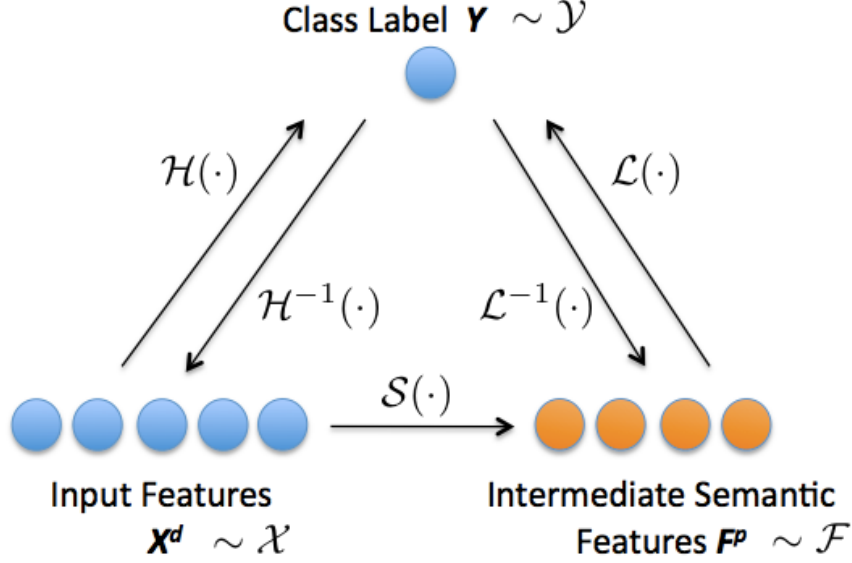 Class Label Y ∼ 𝒴
ℋ(·)
ℒ(·)
ℋ⁻¹(·)
ℒ⁻¹(·)
𝒮(·)
Input Features
Xᵈ ∼ 𝒳
Intermediate Semantic
Features Fᵖ ∼ ℱ